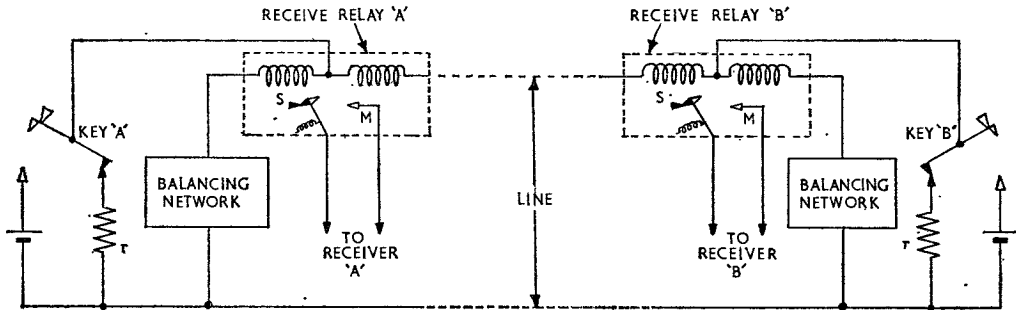 RECEIVE RELAY 'A'
RECEIVE RELAY 'B'
KEY 'A'
S
M
S
M
KEY 'B'
BALANCING
NETWORK
LINE
BALANCING
NETWORK
r
TO
RECEIVER
'A'
TO
RECEIVER
'B'
r